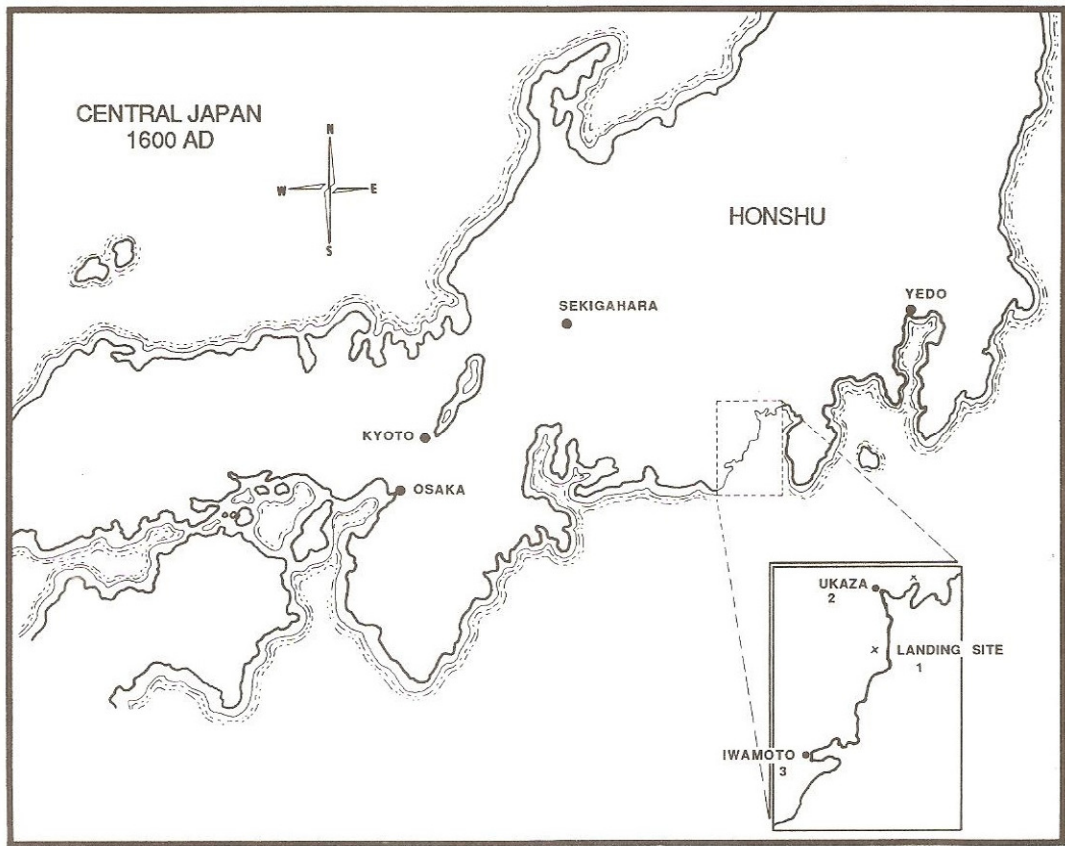 CENTRAL JAPAN
1600 AD
N
W E
S
HONSHU
SEKIGAHARA
YEDO
KYOTO
OSAKA
UKAZA
2
x
x LANDING SITE
1
IWAMOTO
3